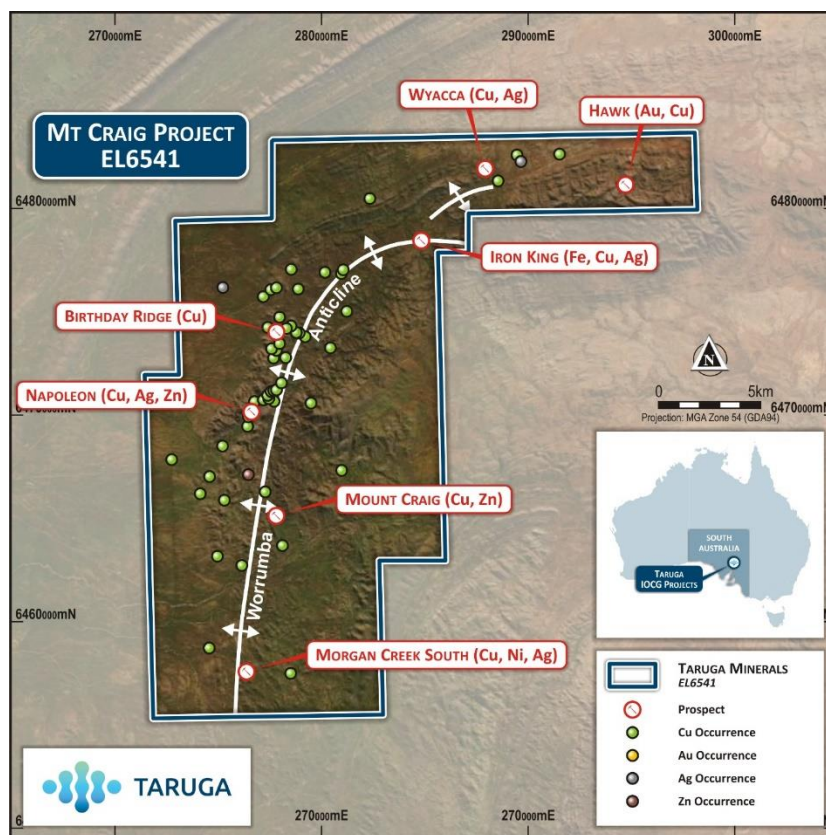 270000mE
280000mE
290000mE
300000mE
WYACCA (Cu, Ag)
HAWK (Au, Cu)
MT CRAIG PROJECT
EL6541
6480000mN
IRON KING (Fe, Cu, Ag)
Anticline
BIRTHDAY RIDGE (Cu)
N
NAPOLEON (Cu, Ag, Zn)
0 5km
Projection: MGA Zone 54 (GDA94)
6470000mN
6470000mN
MOUNT CRAIG (Cu, Zn)
SOUTH
AUSTRALIA
TARUGA
IOCG PROJECTS
Worrumba
6460000mN
MORGAN CREEK SOUTH (Cu, Ni, Ag)
TARUGA MINERALS
EL6541
Prospect
Cu Occurrence
Au Occurrence
Ag Occurrence
Zn Occurrence
TARUGA
270000mE
270000mE